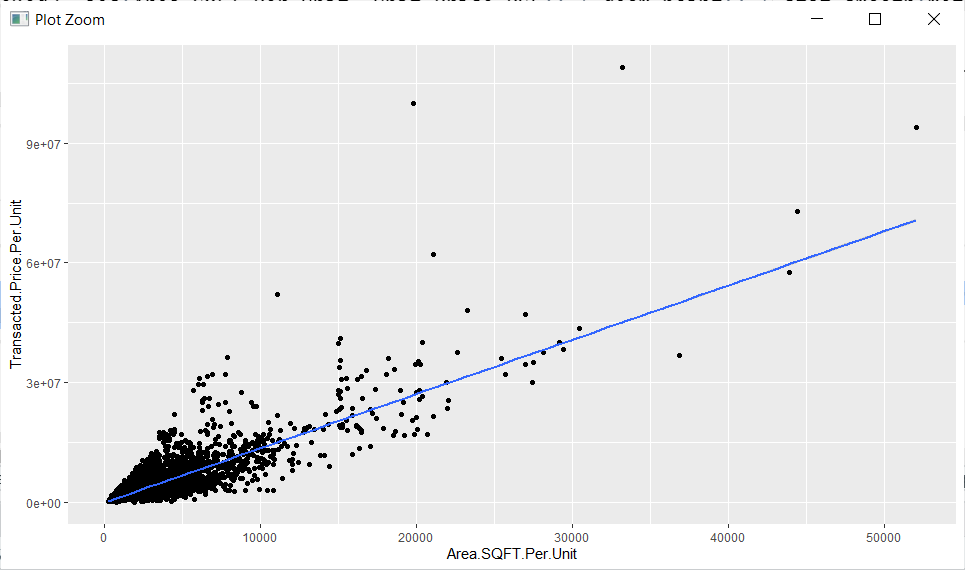 Plot Zoom
9e+07
6e+07
3e+07
0e+00
Transacted.Price.Per.Unit
0 10000 20000 30000 40000 50000
Area.SQFT.Per.Unit